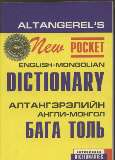 ALTANGEREL'S
New POCKET
ENGLISH-MONGOLIAN
DICTIONARY
АЛТАНГЭРЭЛИЙН
АНГЛИ-МОНГОЛ
БАГА ТОЛЬ